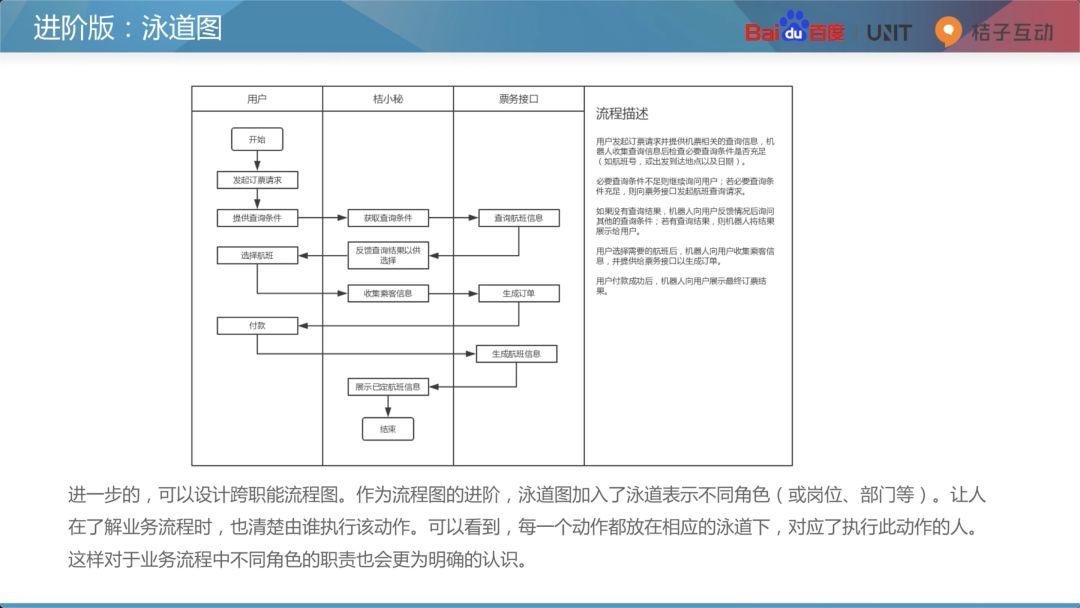 进阶版：泳道图
Bai du 百度 UNIT 桔子互动
用户 桔小秘 票务接口
流程描述
开始
发起订票请求
提供查询条件 获取查询条件 查询航班信息
选择航班 反馈查询结果以供
选择
收集乘客信息 生成订单
付款
生成航班信息
展示已定航班信息
结束
用户发起订票请求并提供机票相关的查询信息，机
器人收集查询信息后检查必要查询条件是否充足
（如航班号，或出发到达地点以及日期）。
必要查询条件不足则继续询问用户；若必要查询条
件充足，则向票务接口发起航班查询请求。
如果没有查询结果，机器人向用户反馈情况后询问
其他的查询条件；若有查询结果，则机器人将结果
展示给用户。
用户选择需要的航班后，机器人向用户收集乘客信
息，并提供给票务接口以生成订单。
用户付款成功后，机器人向用户展示最终订票结
果。
进一步的，可以设计跨职能流程图。作为流程图的进阶，泳道图加入了泳道表示不同角色（或岗位、部门等）。让人
在了解业务流程时，也清楚由谁执行该动作。可以看到，每一个动作都放在相应的泳道下，对应了执行此动作的人。
这样对于业务流程中不同角色的职责也会更为明确的认识。